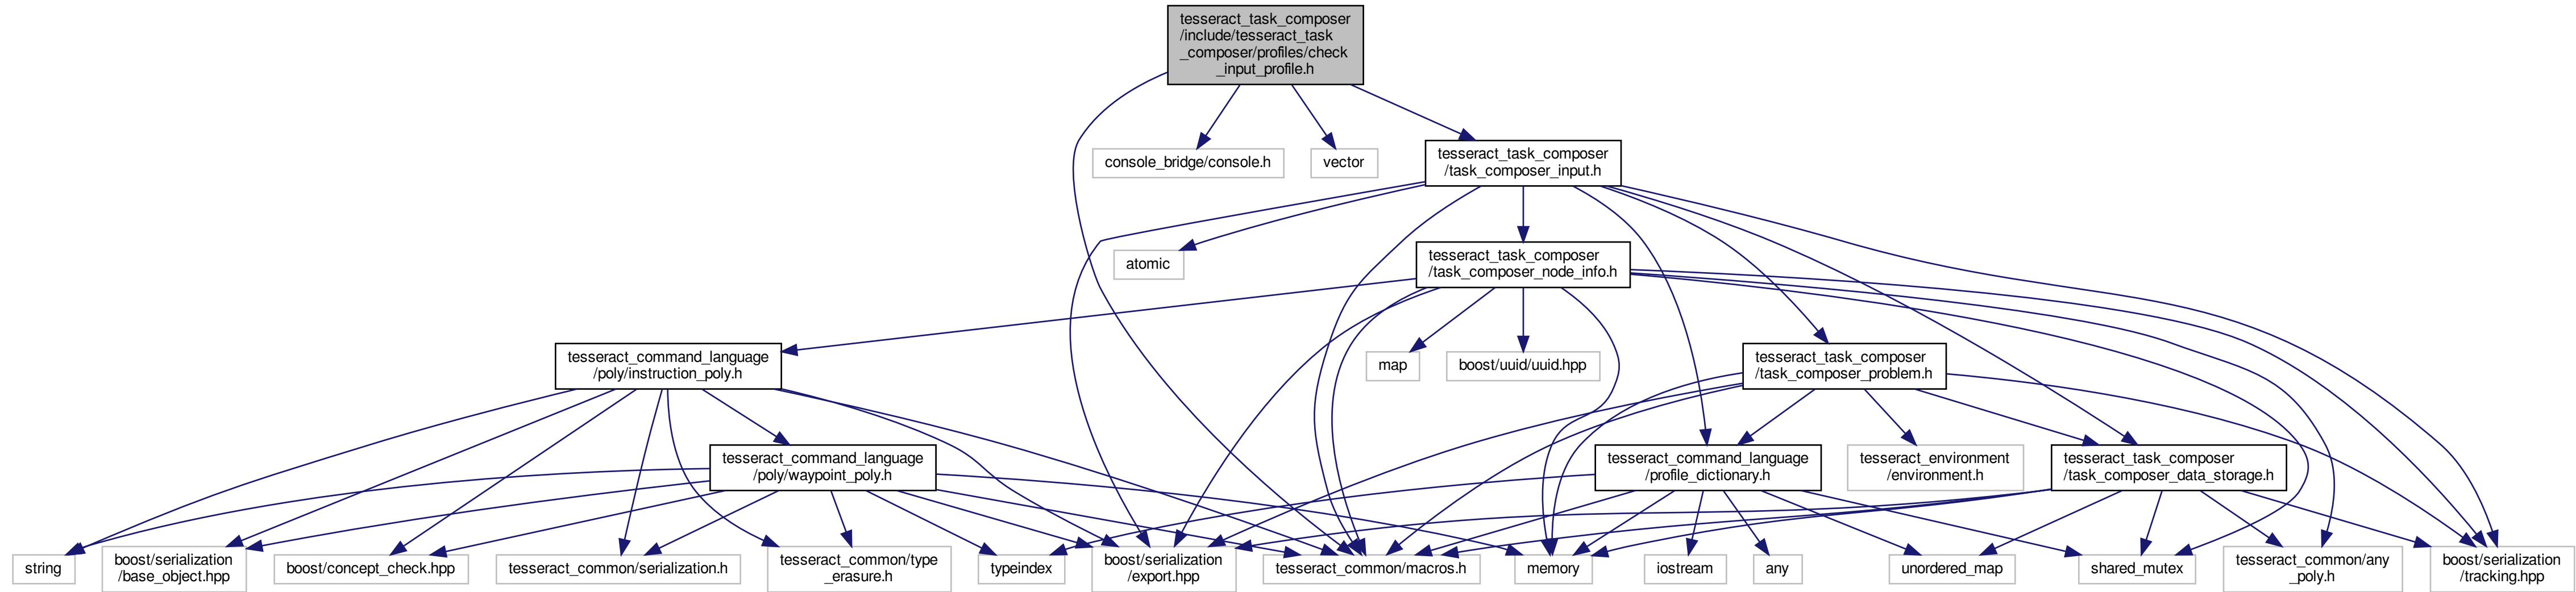 tesseract_task_composer
/include/tesseract_task
_composer/profiles/check
_input_profile.h
console_bridge/console.h
vector
tesseract_task_composer
/task_composer_input.h
atomic
tesseract_task_composer
/task_composer_node_info.h
tesseract_command_language
/poly/instruction_poly.h
map
boost/uuid/uuid.hpp
tesseract_task_composer
/task_composer_problem.h
tesseract_command_language
/poly/waypoint_poly.h
tesseract_command_language
/profile_dictionary.h
tesseract_environment
/environment.h
tesseract_task_composer
/task_composer_data_storage.h
string
boost/serialization
/base_object.hpp
boost/concept_check.hpp
tesseract_common/serialization.h
tesseract_common/type
_erasure.h
typeindex
boost/serialization
/export.hpp
tesseract_common/macros.h
memory
iostream
any
unordered_map
shared_mutex
tesseract_common/any
_poly.h
boost/serialization
/tracking.hpp